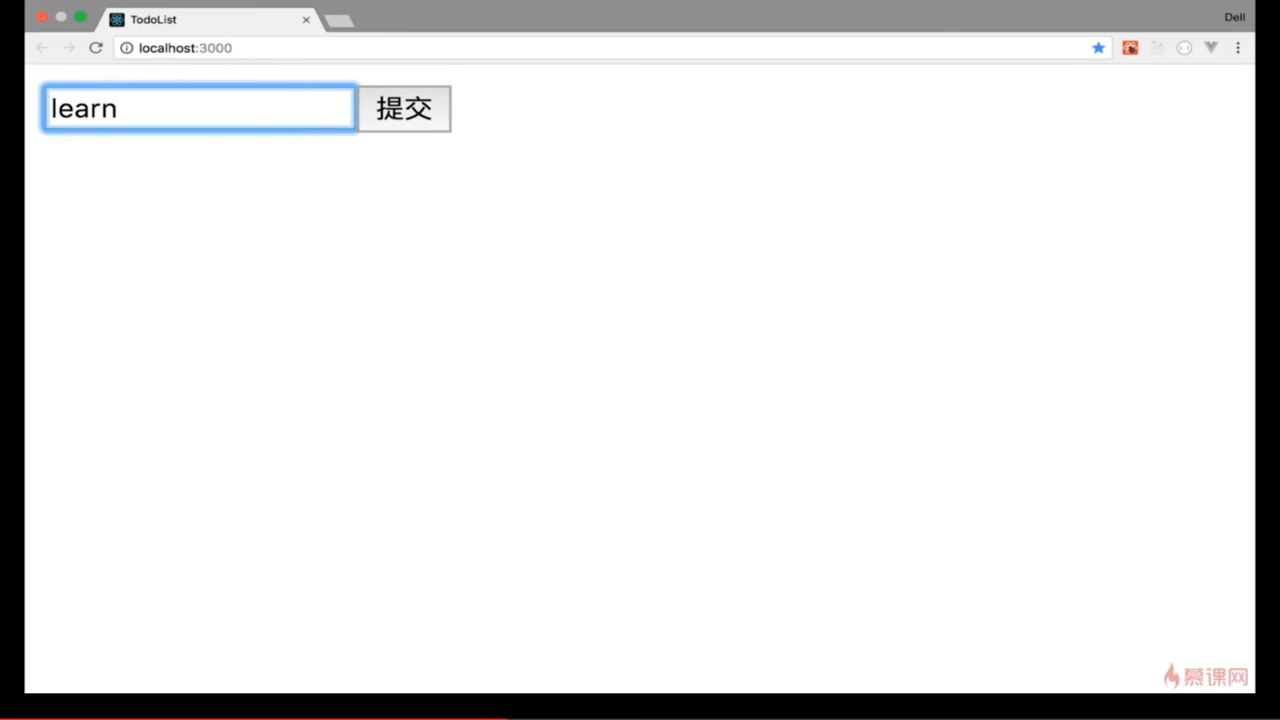 TodoList
Dell
localhost:3000
learn
提交
慕课网